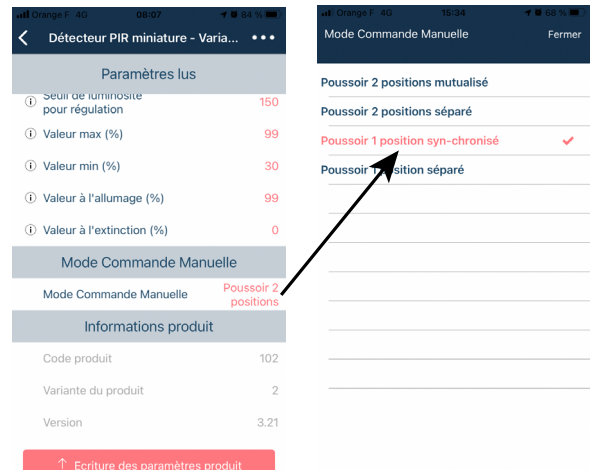 Orange F 4G 08:07 84 %
Détecteur PIR miniature - Varia... •••
Paramètres lus
Seuil de luminosité
pour régulation 150
Valeur max (%) 99
Valeur min (%) 30
Valeur à l'allumage (%) 99
Valeur à l'extinction (%) 0
Mode Commande Manuelle
Mode Commande Manuelle Poussoir 2
positions
Informations produit
Code produit 102
Variante du produit 2
Version 3.21
Ecriture des paramètres produit
Orange F 4G 15:34 68 %
Mode Commande Manuelle Fermer
Poussoir 2 positions mutualisé
Poussoir 2 positions séparé
Poussoir 1 position syn-chronisé
Poussoir 1 position séparé